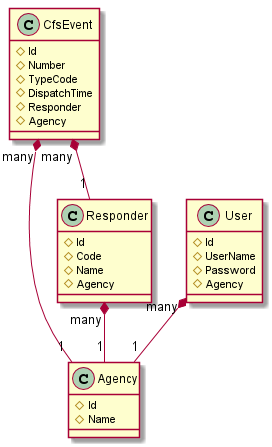 C CfsEvent
Id
Number
TypeCode
DispatchTime
Responder
Agency
many many
1
C Responder
Id
Code
Name
Agency
C User
Id
UserName
Password
Agency
many many
1 1 1
C Agency
Id
Name